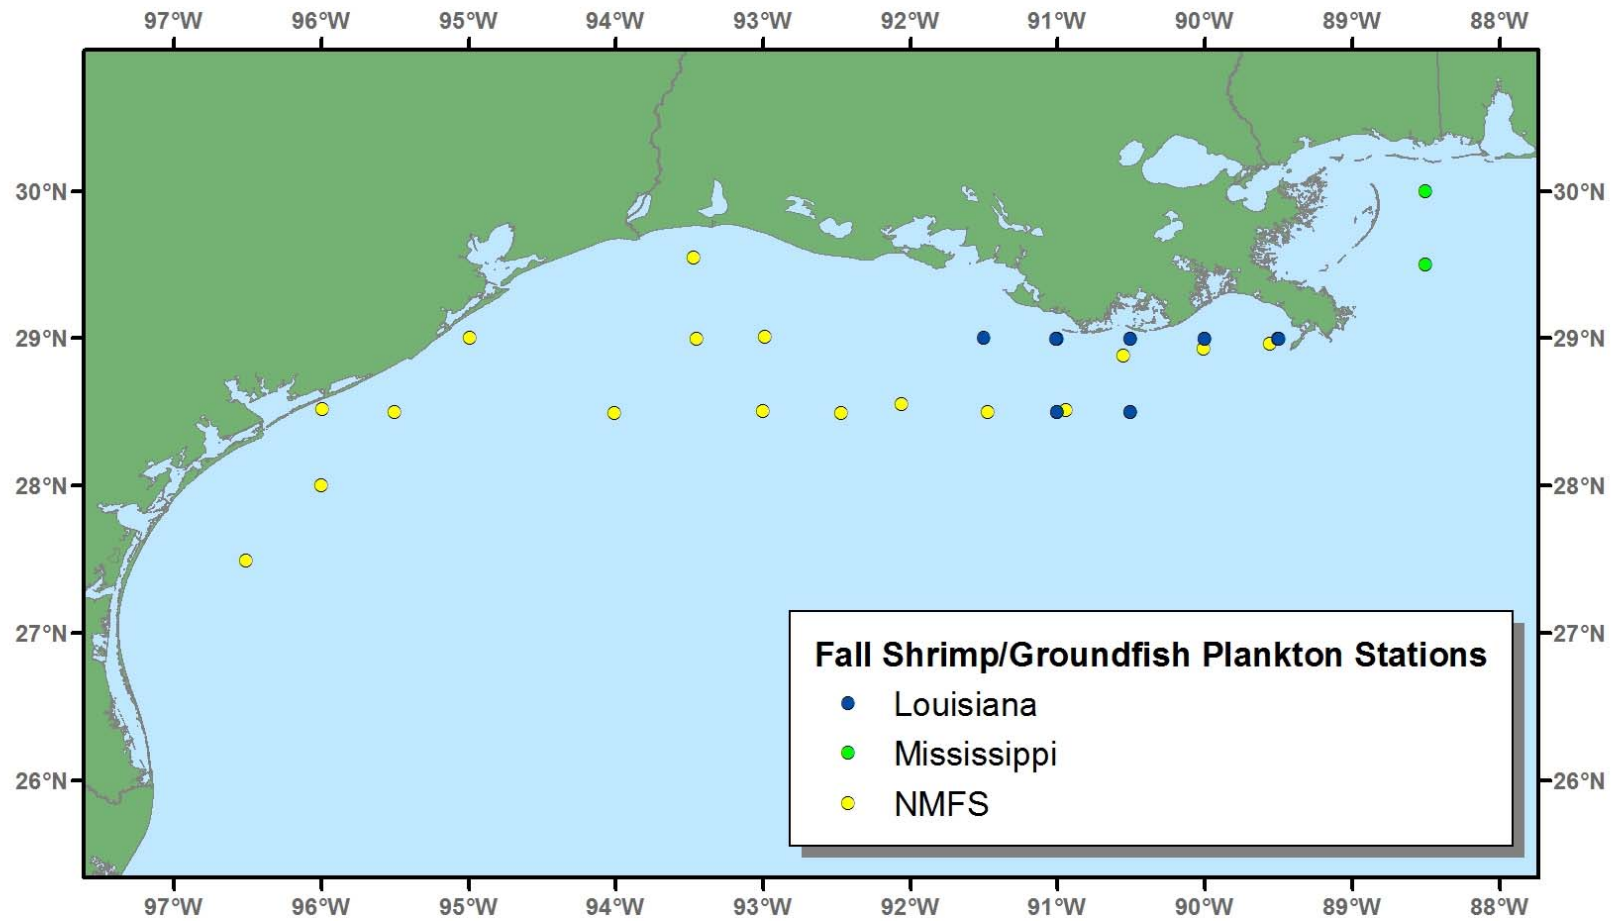 97°W 96°W 95°W 94°W 93°W 92°W 91°W 90°W 89°W 88°W
30°N 30°N
29°N 29°N
28°N 28°N
27°N 27°N
Fall Shrimp/Groundfish Plankton Stations
Louisiana
Mississippi
26°N 26°N
NMFS
97°W 96°W 95°W 94°W 93°W 92°W 91°W 90°W 89°W 88°W